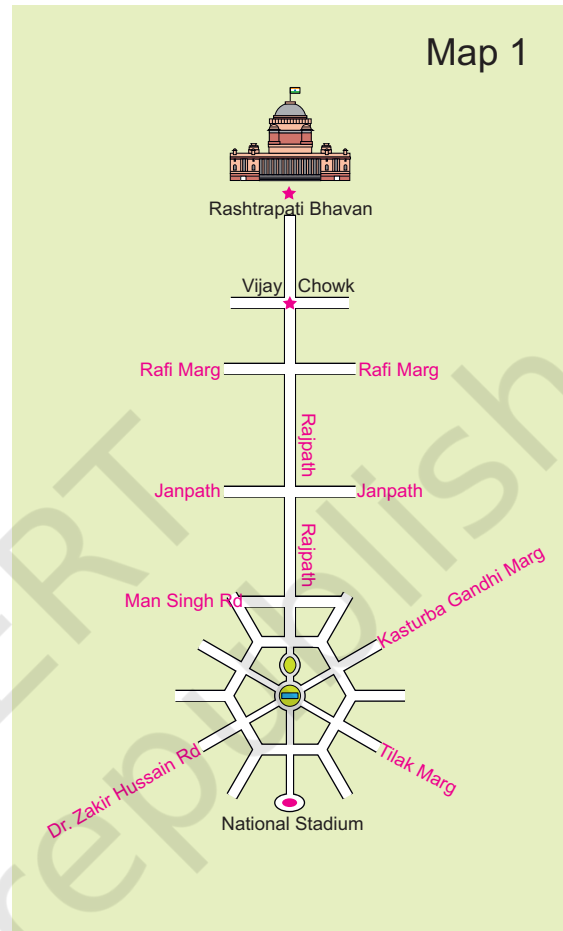 Map 1
Rashtrapati Bhavan
Vijay Chowk
Rafi Marg Rafi Marg
Rajpath
Janpath Janpath
Rajpath
Man Singh Rd
Kasturba Gandhi Marg
Dr. Zakir Hussain Rd
Tilak Marg
National Stadium
republish